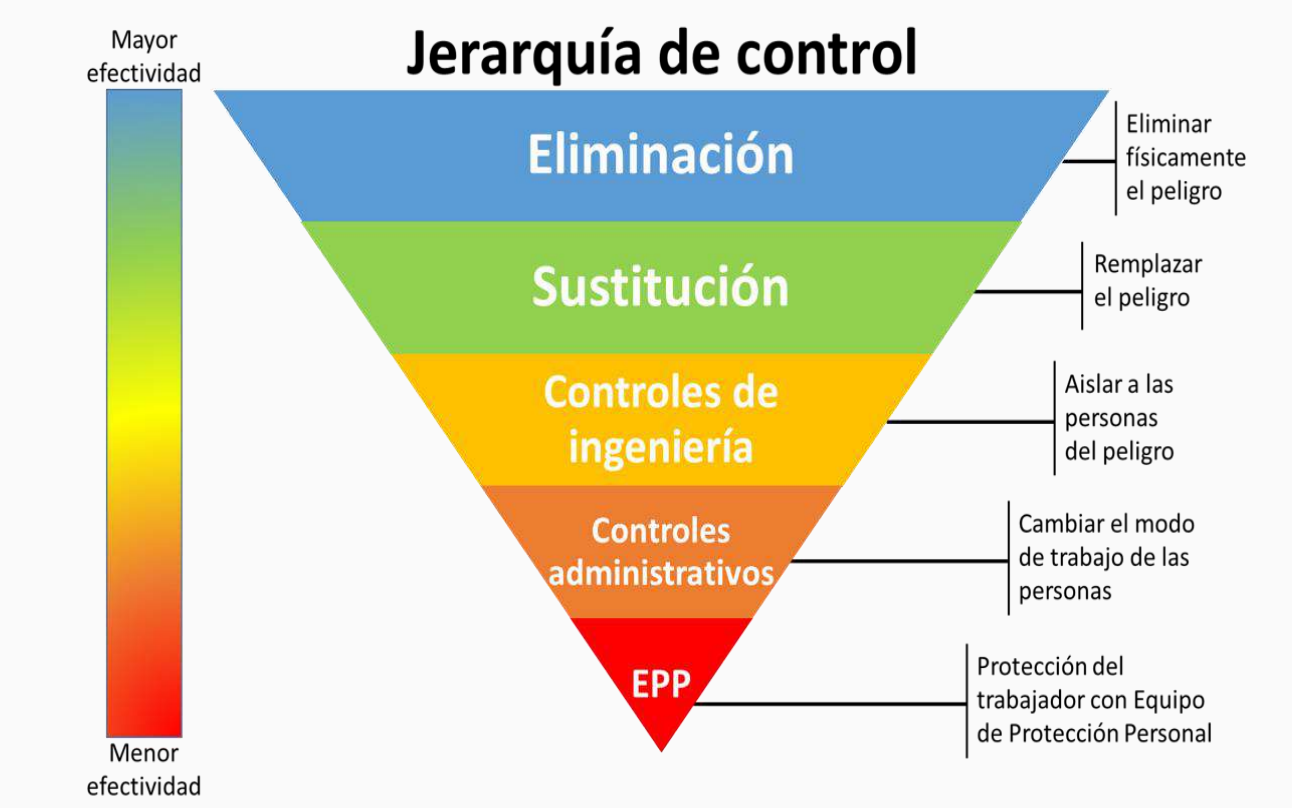 Jerarquía de control
Mayor
efectividad
Eliminación
Eliminar
físicamente
el peligro
Sustitución
Remplazar
el peligro
Controles de
ingeniería
Aislar a las
personas
del peligro
Controles
administrativos
Cambiar el modo
de trabajo de las
personas
EPP
Protección del
trabajador con Equipo
de Protección Personal
Menor
efectividad